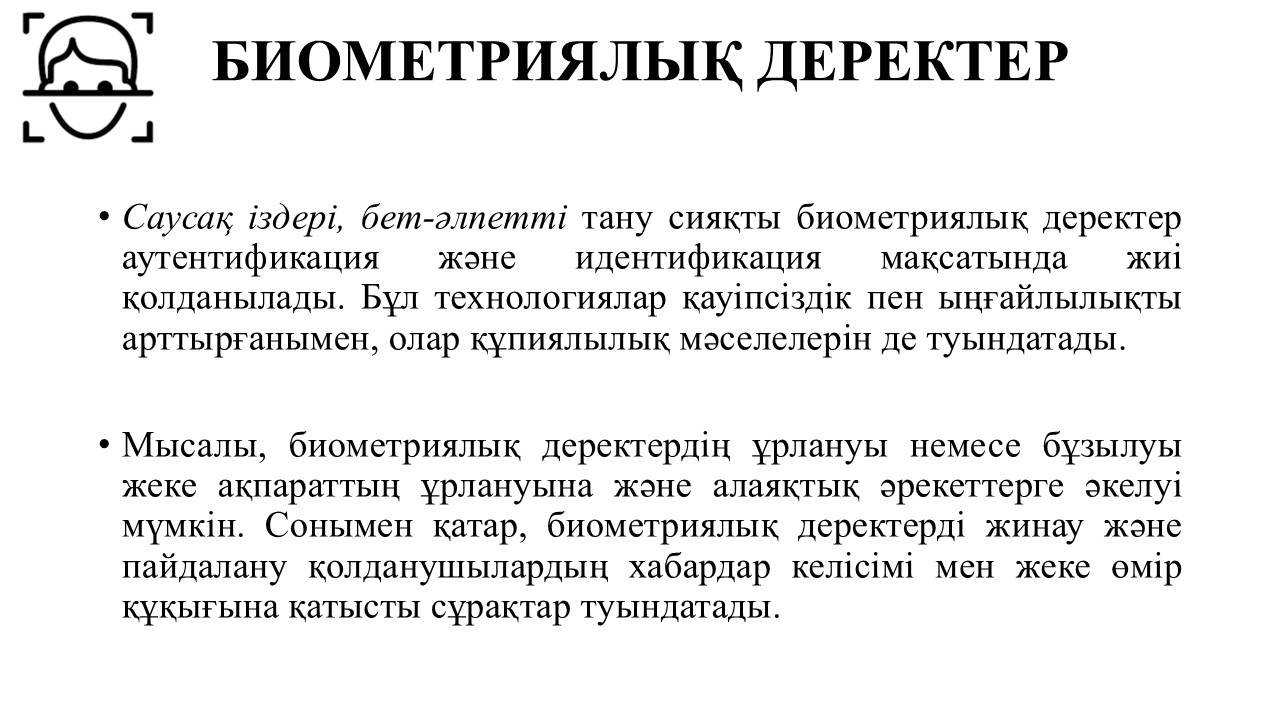 БИОМЕТРИЯЛЫҚ ДЕРЕКТЕР
• Саусақ іздері, бет-әлпетті тану сияқты биометриялық деректер
аутентификация және идентификация мақсатында жиі
қолданылады. Бұл технологиялар қауіпсіздік пен ыңғайлылықты
арттырғанымен, олар құпиялылық мәселелерін де туындатады.
• Мысалы, биометриялық деректердің ұрлануы немесе бұзылуы
жеке ақпараттың ұрлануына және алаяқтық әрекеттерге әкелуі
мүмкін. Сонымен қатар, биометриялық деректерді жинау және
пайдалану қолданушылардың хабардар келісімі мен жеке өмір
құқығына қатысты сұрақтар туындатады.